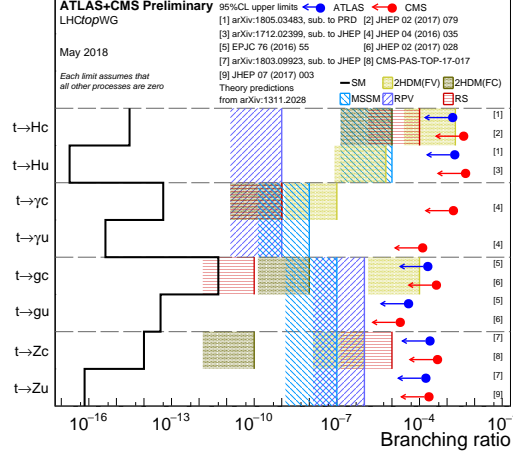 ATLAS+CMS Preliminary
LHCtopWG
May 2018
Each limit assumes that
all other processes are zero
95%CL upper limits ATLAS CMS
[1] arXiv:1805.03483, sub. to PRD [2] JHEP 02 (2017) 079
[3] arXiv:1712.02399, sub. to JHEP [4] JHEP 04 (2016) 035
[5] EPJC 76 (2016) 55 [6] JHEP 02 (2017) 028
[7] arXiv:1803.09923, sub. to JHEP [8] CMS-PAS-TOP-17-017
[9] JHEP 07 (2017) 003
Theory predictions
from arXiv:1311.2028
SM 2HDM(FV) 2HDM(FC)
MSSM RPV RS
t→Hc [1]
[2]
t→Hu [1]
[3]
t→γc [4]
t→γu [4]
t→gc [5]
[6]
t→gu [5]
[6]
t→Zc [7]
[8]
t→Zu [7]
[9]
10⁻¹⁶ 10⁻¹³ 10⁻¹⁰ 10⁻⁷ 10⁻⁴ 10⁻
Branching ratio